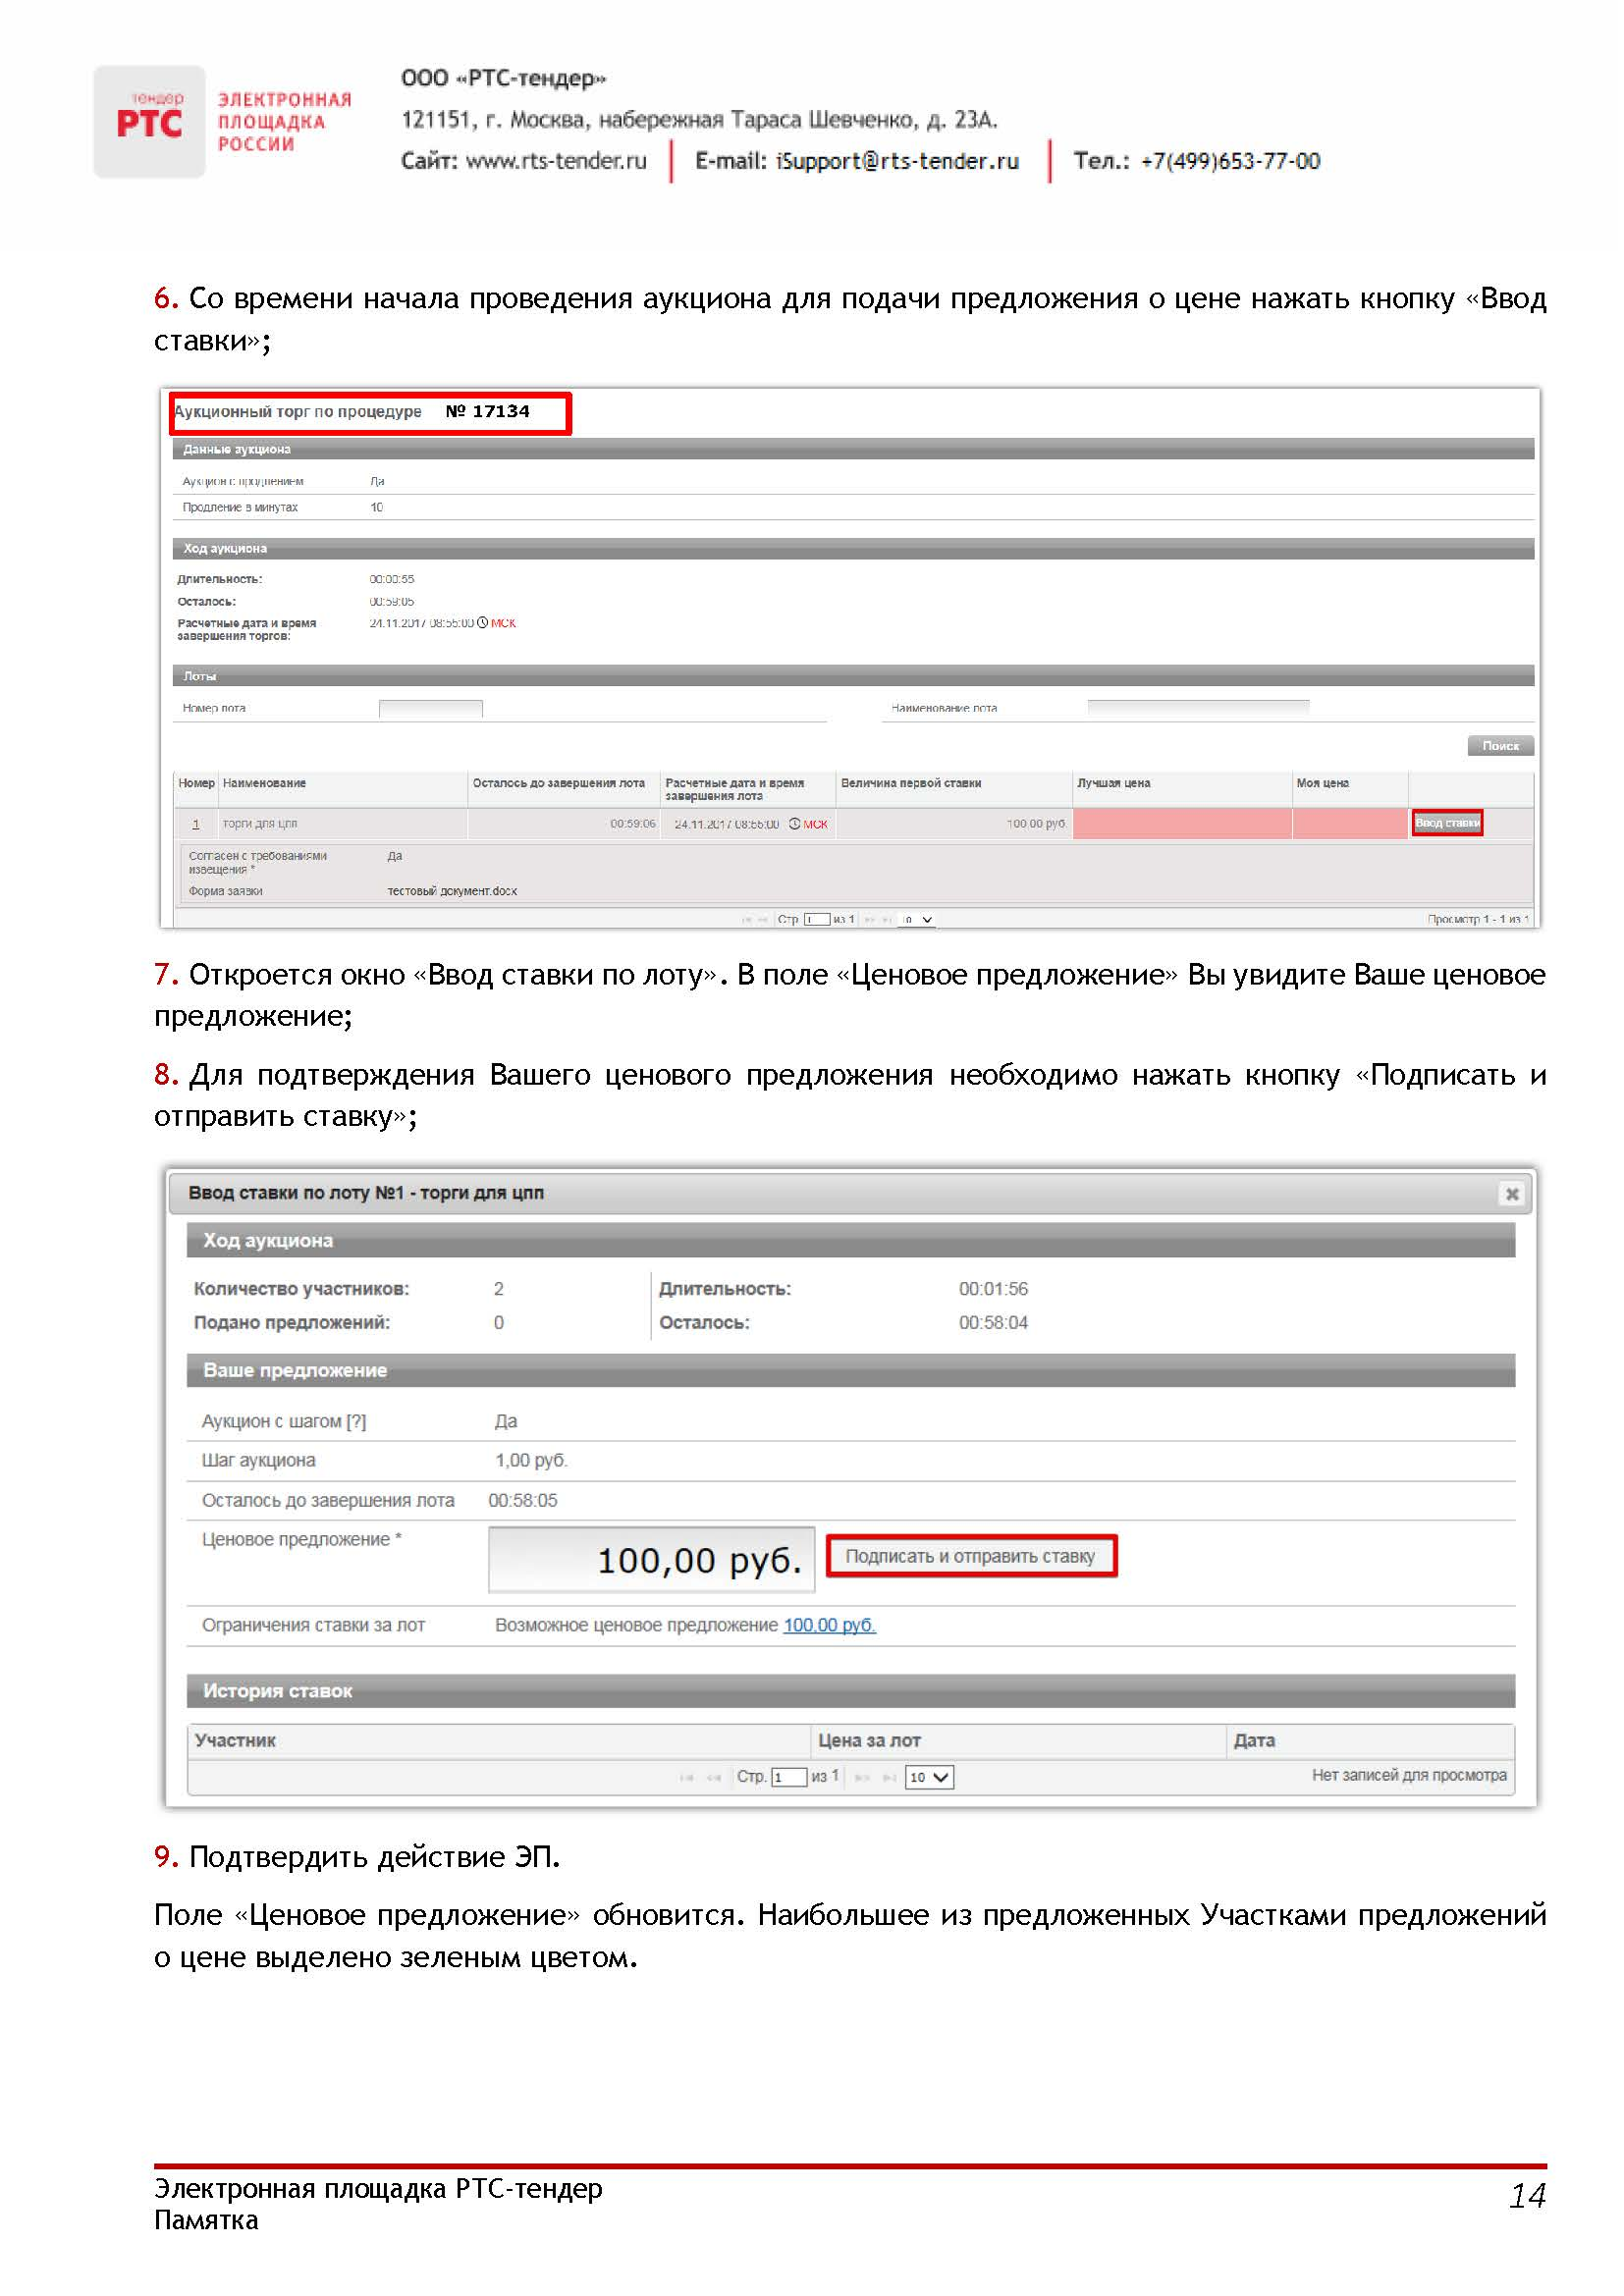 тендер
РТС
ЭЛЕКТРОННАЯ
ПЛОЩАДКА
РОССИИ
ООО «РТС-тендер»
121151, г. Москва, набережная Тараса Шевченко, д. 23А.
Сайт: www.rts-tender.ru E-mail: iSupport@rts-tender.ru Тел.: +7(499)653-77-00
6. Со времени начала проведения аукциона для подачи предложения о цене нажать кнопку «Ввод
ставки»;
Аукционный торг по процедуре № 17134
Данные аукциона
Аукцион с продлением Да
Продление в минутах 10
Ход аукциона
Длительность: 00:00:55
Осталось: 00:59:05
Расчетные дата и время
завершения торгов: 24.11.2017 08:55:00 МСК
Лоты
Номер лота Наименование лота
Поиск
Номер Наименование Осталось до завершения лота Расчетные дата и время
завершения лота Величина первой ставки Лучшая цена Моя цена
1 торги для цпп 00:59:06 24.11.2017 08:55:00 МСК 100.00 руб. Ввод ставки
Согласен с требованиями
извещения * Да
Форма заявки тестовый документ.docx
Стр. 1 из 1 10 Просмотр 1 - 1 из 1
7. Откроется окно «Ввод ставки по лоту». В поле «Ценовое предложение» Вы увидите Ваше ценовое
предложение;
8. Для подтверждения Вашего ценового предложения необходимо нажать кнопку «Подписать и
отправить ставку»;
Ввод ставки по лоту №1 - торги для цпп
Ход аукциона
Количество участников: 2 Длительность: 00:01:56
Подано предложений: 0 Осталось: 00:58:04
Ваше предложение
Аукцион с шагом [?] Да
Шаг аукциона 1,00 руб.
Осталось до завершения лота 00:58:05
Ценовое предложение * 100,00 руб. Подписать и отправить ставку
Ограничения ставки за лот Возможное ценовое предложение 100,00 руб.
История ставок
Участник Цена за лот Дата
Стр. 1 из 1 10 Нет записей для просмотра
9. Подтвердить действие ЭП.
Поле «Ценовое предложение» обновится. Наибольшее из предложенных Участками предложений
о цене выделено зеленым цветом.
Электронная площадка РТС-тендер
Памятка
14